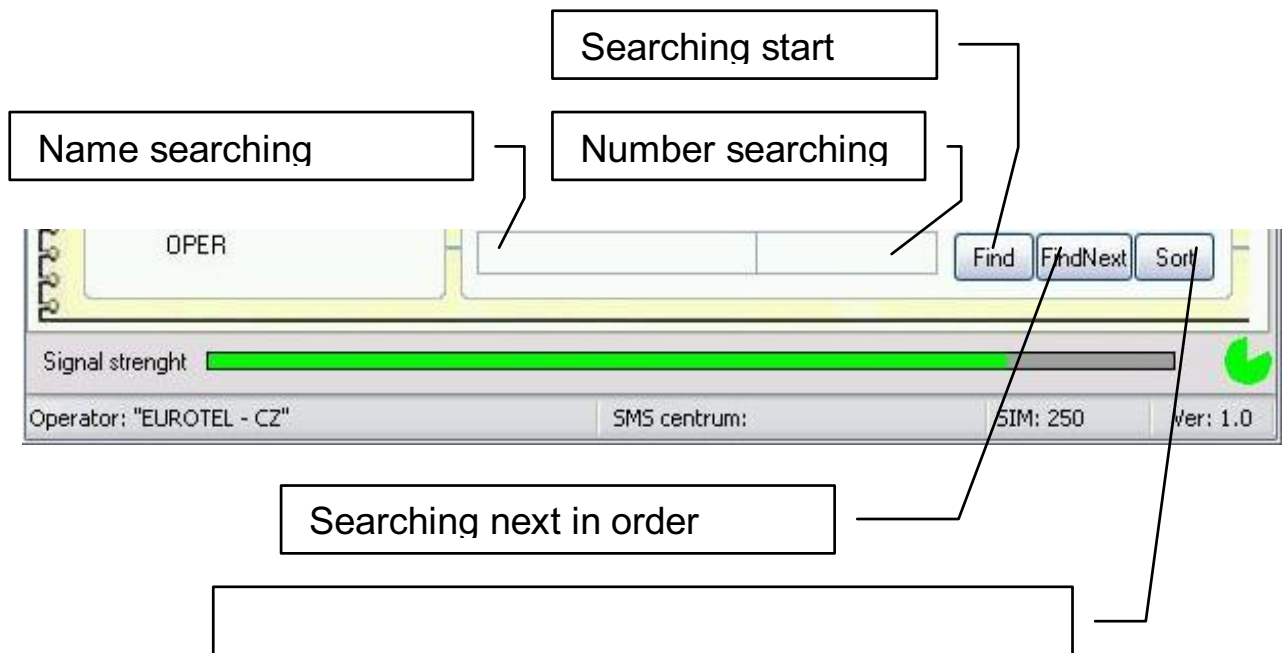 Searching start
Name searching
Number searching
OPER
Find FindNext Sort
Signal strenght
Operator: "EUROTEL - CZ" SMS centrum: SIM: 250 Ver: 1.0
Searching next in order